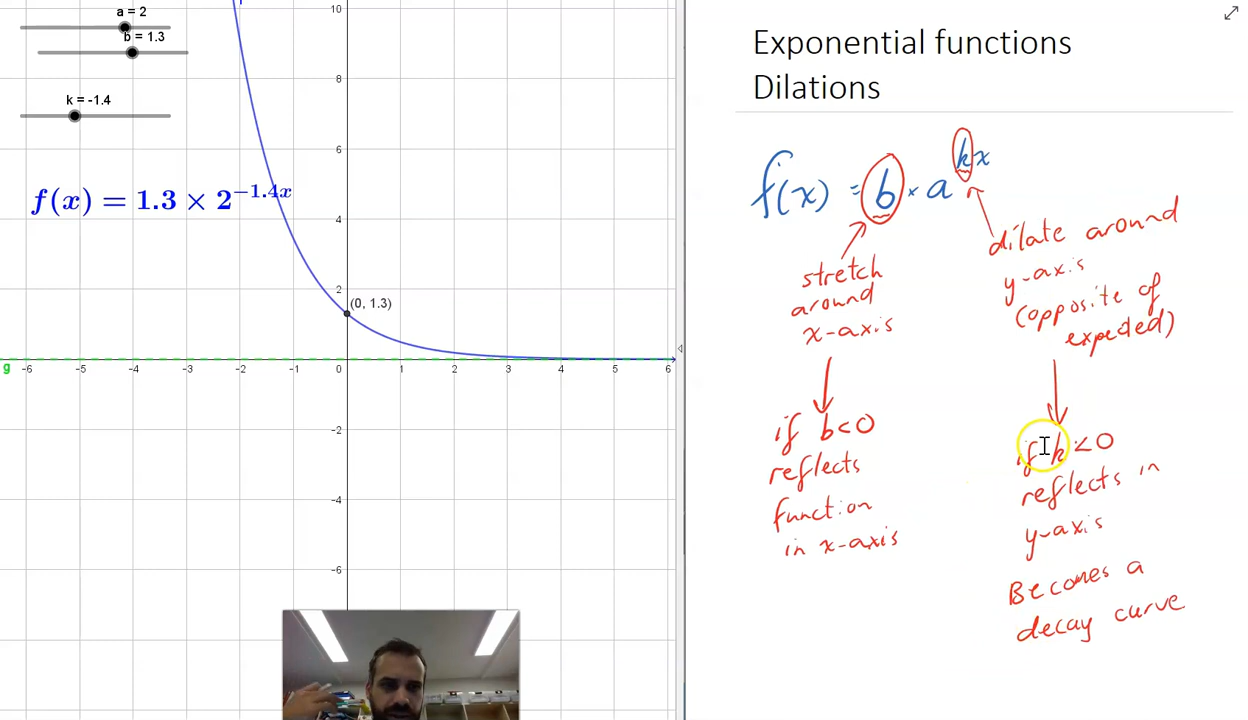 a = 2
b = 1.3
k = -1.4
f(x) = 1.3 × 2^{-1.4x}
10
8
6
4
2
(0, 1.3)
g
-6 -5 -4 -3 -2 -1 0 1 2 3 4 5 6
-2
-4
-6
Exponential functions
Dilations
f(x) = b × a^{kx}
stretch
around
x-axis
if b<0
reflects
function
in x-axis
dilate around
y-axis
(opposite of
expected)
if k<0
reflects in
y-axis
Becomes a
decay curve